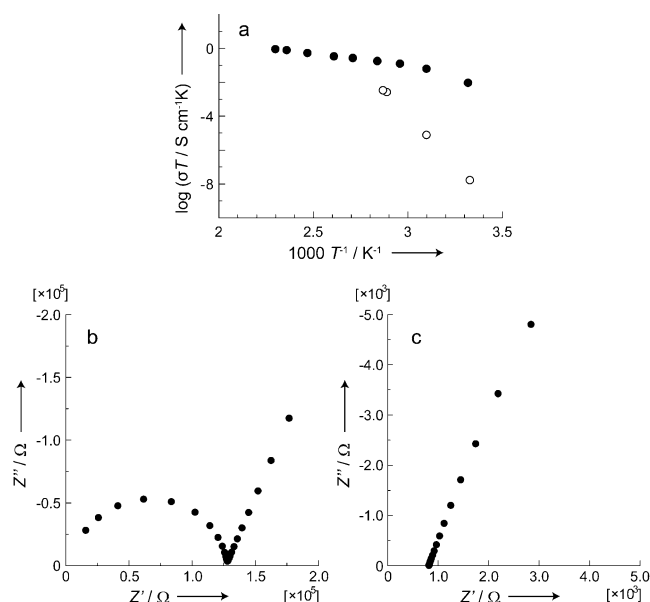 a
log (σT / S cm⁻¹K)
0
-4
-8
2 2.5 3 3.5
1000 T⁻¹ / K⁻¹
[×10⁵]
b
Z'' / Ω
-2.0
-1.5
-1.0
-0.5
0
0 0.5 1.0 1.5 2.0
Z' / Ω
[×10⁵]
[×10³]
c
Z'' / Ω
-5.0
-4.0
-3.0
-2.0
-1.0
0
0 1.0 2.0 3.0 4.0 5.0
Z' / Ω
[×10³]